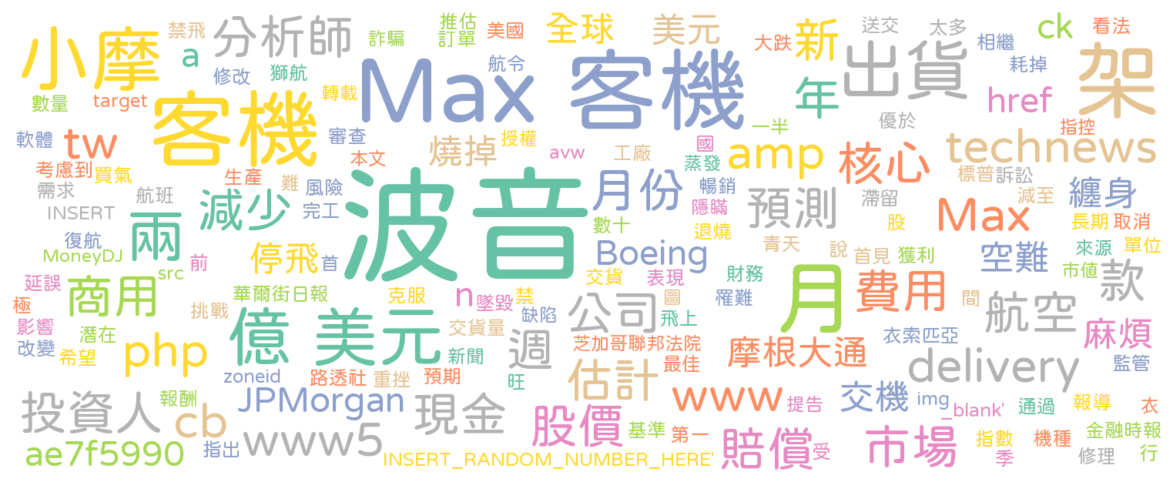 小摩 禁飛 a 分析師 詐騙 推估 訂單 美國 全球 美元 大跌 新 送交 太多 相繼 ck 看法
修改 獅航 航令 Max 客機 年 出貨 耗掉 架
數量 target 客機 轉載 href
軟體 tw 審查 燒掉 授權 一半 優於 指控
考慮到 買氣 生產 本文 avw 工廠 國 蒸發 amp 核心 technews
需求 航班 減少 難 風險 波音 月份 暢銷 預測 滯留 標普 訴訟 減至 纏身
INSERT 兩 完工 數十 隱瞞 股 Max 長期 取消
復航 MoneyDJ 停飛 首 Boeing 退燒 青天 說 首見 獲利 空難 來源 單位
延誤 src 前 交貨 表現 財務 月 費用 市值 款
極 商用 華爾街日報 克服 n 墜毀 禁 缺陷 公司 圖 罹難 間 航空
影響 潛在 挑戰 億 美元 交貨量 飛上 衣索匹亞 麻煩
改變 希望 php 新聞 週 芝加哥聯邦法院 最佳 摩根大通 delivery 監管
zoneid 路透社 重挫 預期 旺 估計
投資人 報酬 cb JPMorgan 現金 www 提告 交機 img _blank' 通過 報導 衣
ae7f5990 指出 www5 股價 基準 第一 賠償 受 市場 指數 機種 金融時報
INSERT_RANDOM_NUMBER_HERE' 季 修理 行